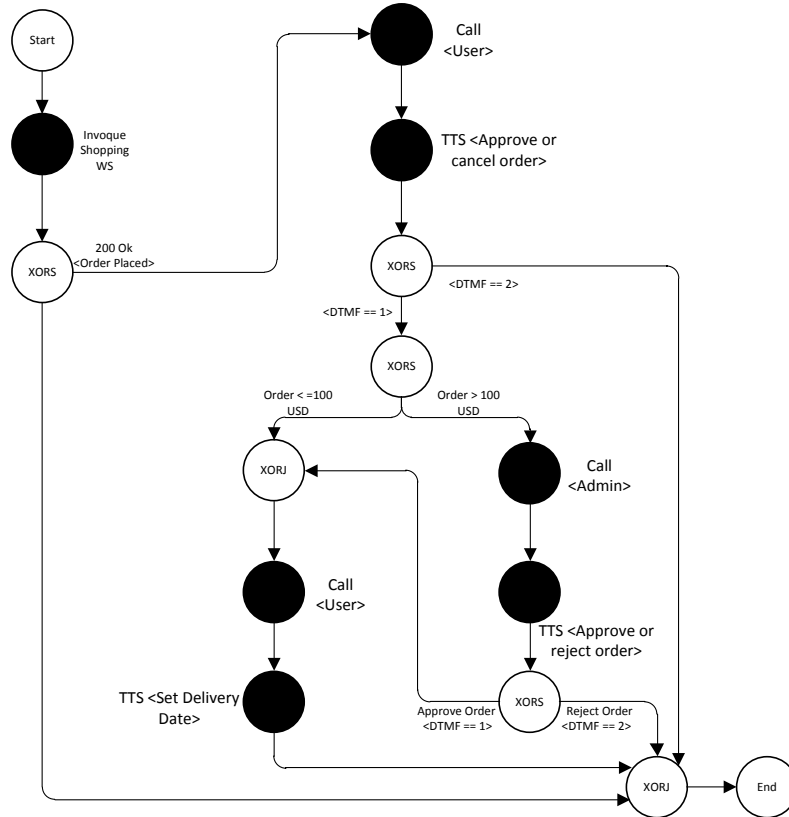 Start
Invoque
Shopping
WS
XORS
200 Ok
<Order Placed>
Call
<User>
TTS <Approve or
cancel order>
XORS
<DTMF == 2>
<DTMF == 1>
XORS
Order < =100
USD
Order > 100
USD
XORJ
Call
<Admin>
Call
<User>
TTS <Approve or
reject order>
TTS <Set Delivery
Date>
XORS
Approve Order
<DTMF == 1>
Reject Order
<DTMF == 2>
XORJ
End